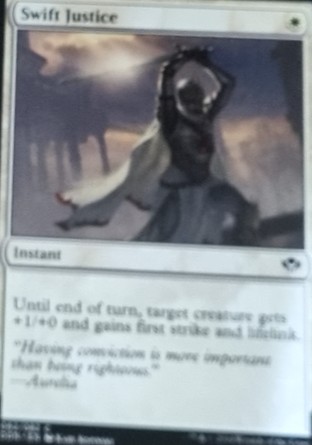 Swift Justice
Instant
Until end of turn, target creature gets
+1/+0 and gains first strike and lifelink.
"Having conviction is more important
than being righteous."
—Aurelia